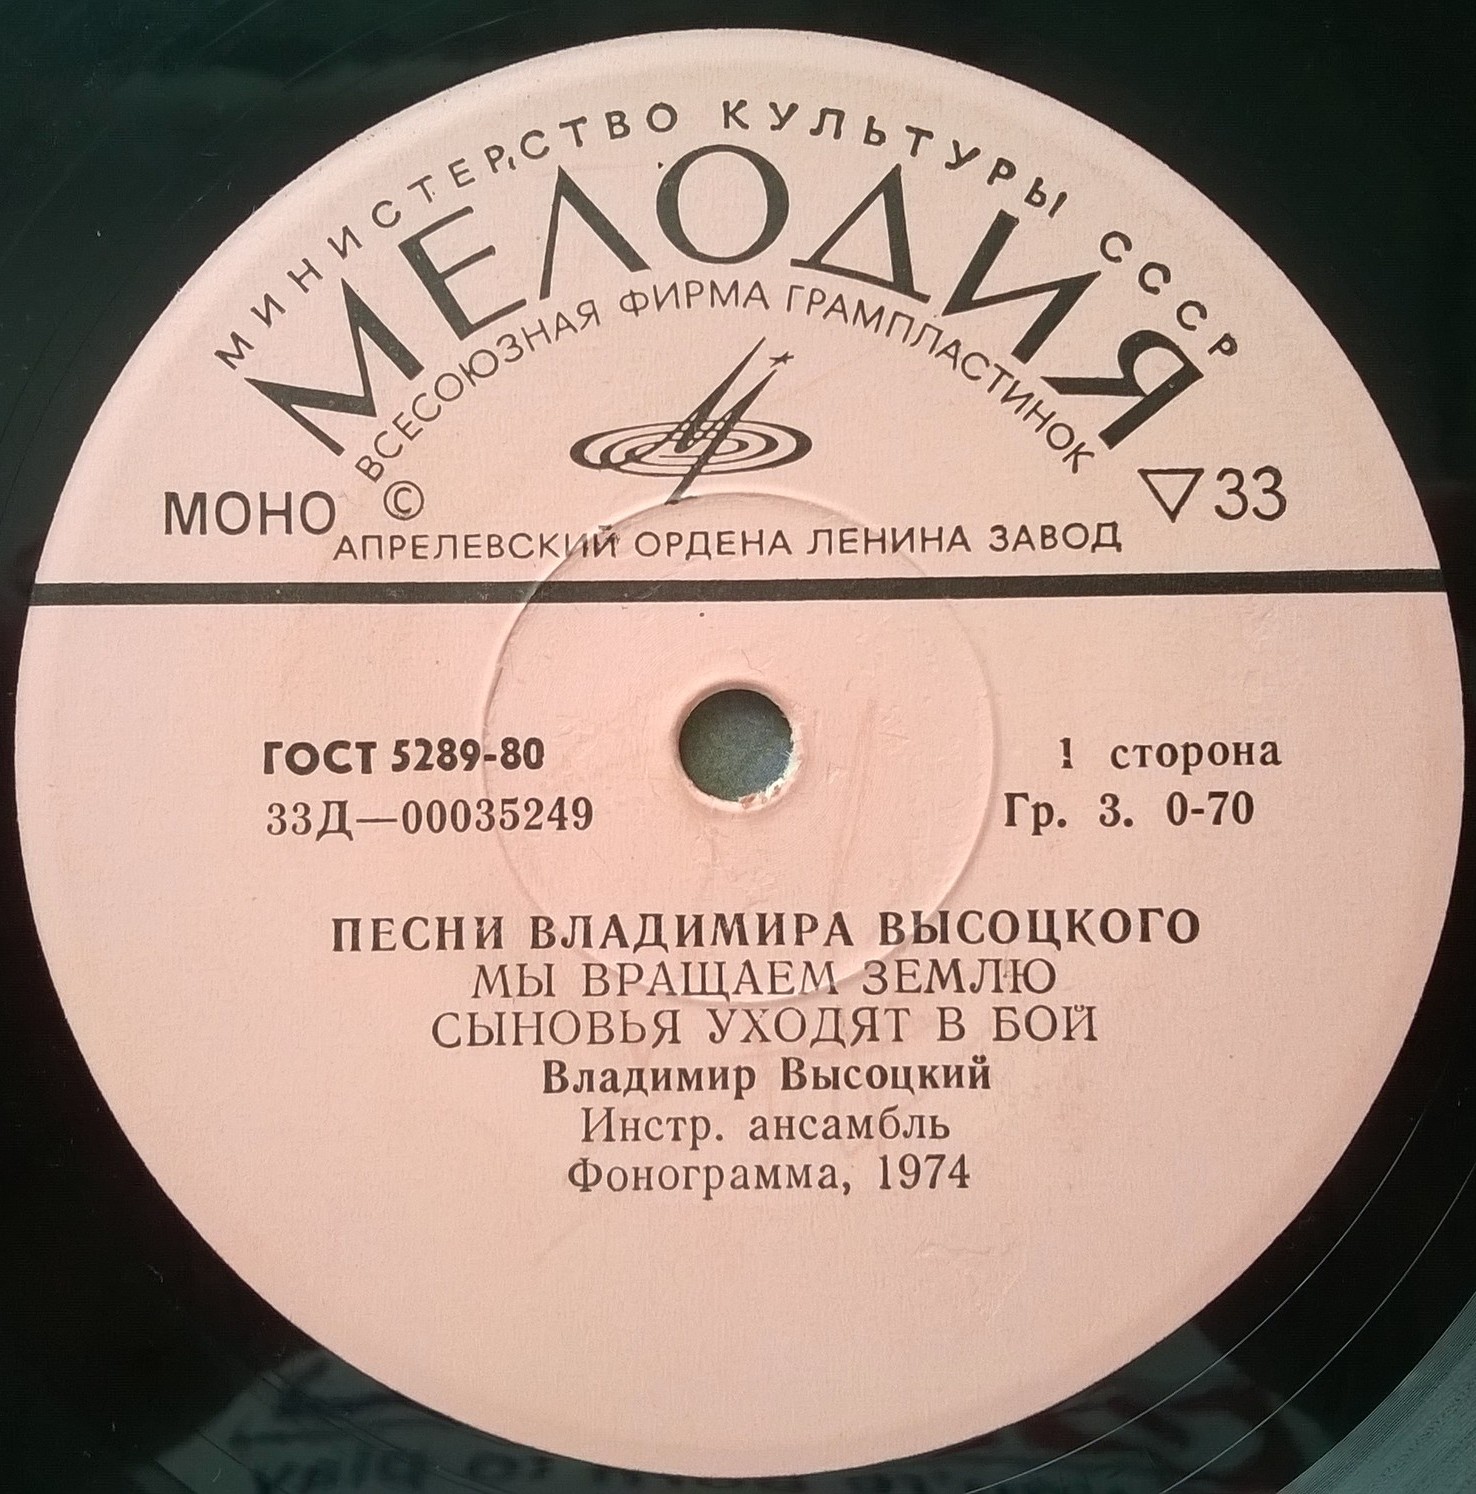 МИНИСТЕРСТВО КУЛЬТУРЫ СССР
МЕЛОДИЯ
ВСЕСОЮЗНАЯ ФИРМА ГРАМПЛАСТИНОК
МОНО © ▽33
АПРЕЛЕВСКИЙ ОРДЕНА ЛЕНИНА ЗАВОД
ГОСТ 5289-80 1 сторона
33Д—00035249 Гр. 3. 0-70
ПЕСНИ ВЛАДИМИРА ВЫСОЦКОГО
МЫ ВРАЩАЕМ ЗЕМЛЮ
СЫНОВЬЯ УХОДЯТ В БОЙ
Владимир Высоцкий
Инстр. ансамбль
Фонограмма, 1974